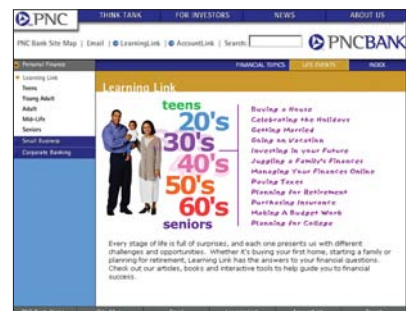 PNC
THINK TANK FOR INVESTORS NEWS ABOUT US
PNC Bank Site Map | Email | LearningLink | AccountLink | Search:
PNCBANK
Personal Finance
FINANCIAL TOPICS LIFE EVENTS INDEX
Learning Link
Teens
Young Adult
Adult
Mid-Life
Seniors
Small Business
Corporate Banking
Learning Link
teens
20's
30's
40's
50's
60's
seniors
Buying a House
Celebrating the Holidays
Getting Married
Going on Vacation
Investing in your Future
Juggling a Family's Finances
Managing Your Finances Online
Paying Taxes
Planning for Retirement
Purchasing Insurance
Making A Budget Work
Planning for College
Every stage of life is full of surprises, and each one presents us with different
challenges and opportunities. Whether it's buying your first home, starting a family or
planning for retirement, Learning Link has the answers to your financial questions.
Check out our articles, books and interactive tools to help guide you to financial
success.